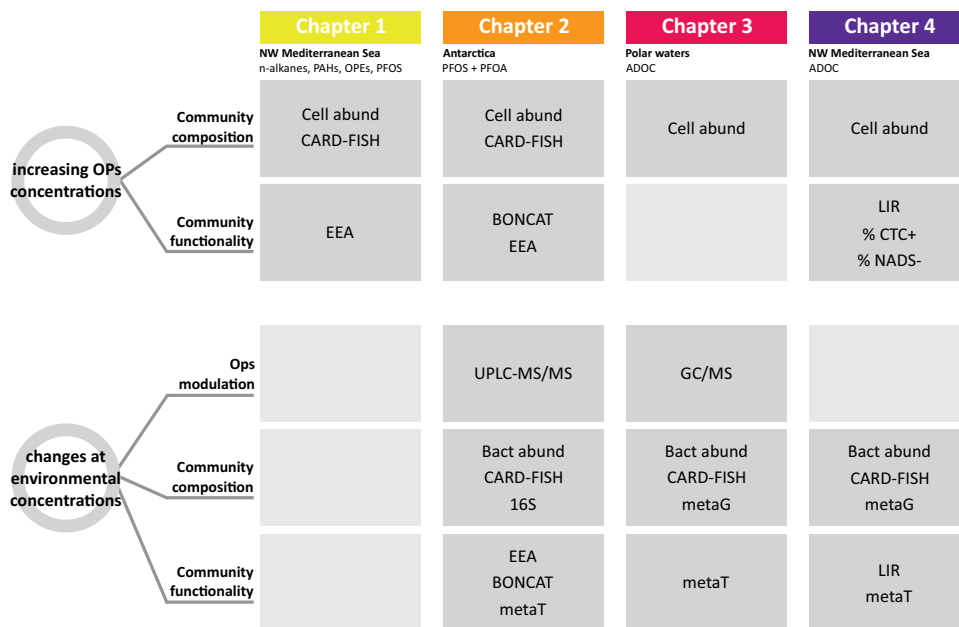 Chapter 1
Chapter 2
Chapter 3
Chapter 4
NW Mediterranean Sea
n-alkanes, PAHs, OPEs, PFOS
Antarctica
PFOS + PFOA
Polar waters
ADOC
NW Mediterranean Sea
ADOC
increasing OPs
concentrations
Community
composition
Cell abund
CARD-FISH
Cell abund
CARD-FISH
Cell abund
Cell abund
Community
functionality
EEA
BONCAT
EEA
LIR
% CTC+
% NADS-
changes at
environmental
concentrations
Ops
modulation
UPLC-MS/MS
GC/MS
Community
composition
Bact abund
CARD-FISH
16S
Bact abund
CARD-FISH
metaG
Bact abund
CARD-FISH
metaG
Community
functionality
EEA
BONCAT
metaT
metaT
LIR
metaT